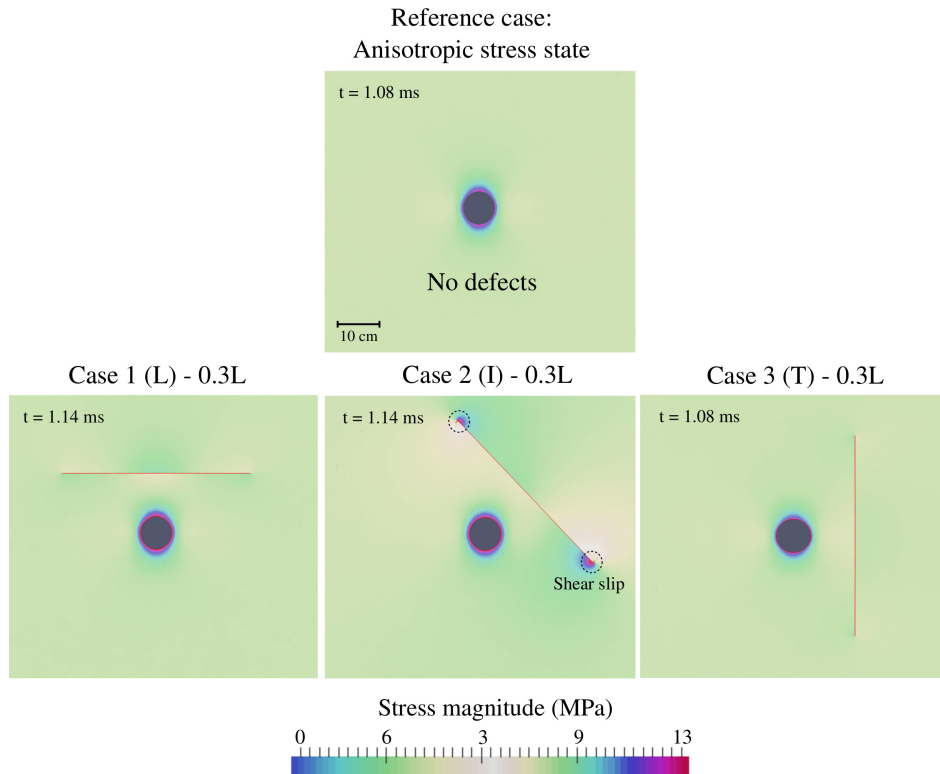 Reference case:
Anisotropic stress state
t = 1.08 ms
No defects
10 cm
Case 1 (L) - 0.3L
Case 2 (I) - 0.3L
Case 3 (T) - 0.3L
t = 1.14 ms
t = 1.14 ms
t = 1.08 ms
Shear slip
Stress magnitude (MPa)
0 6 3 9 13